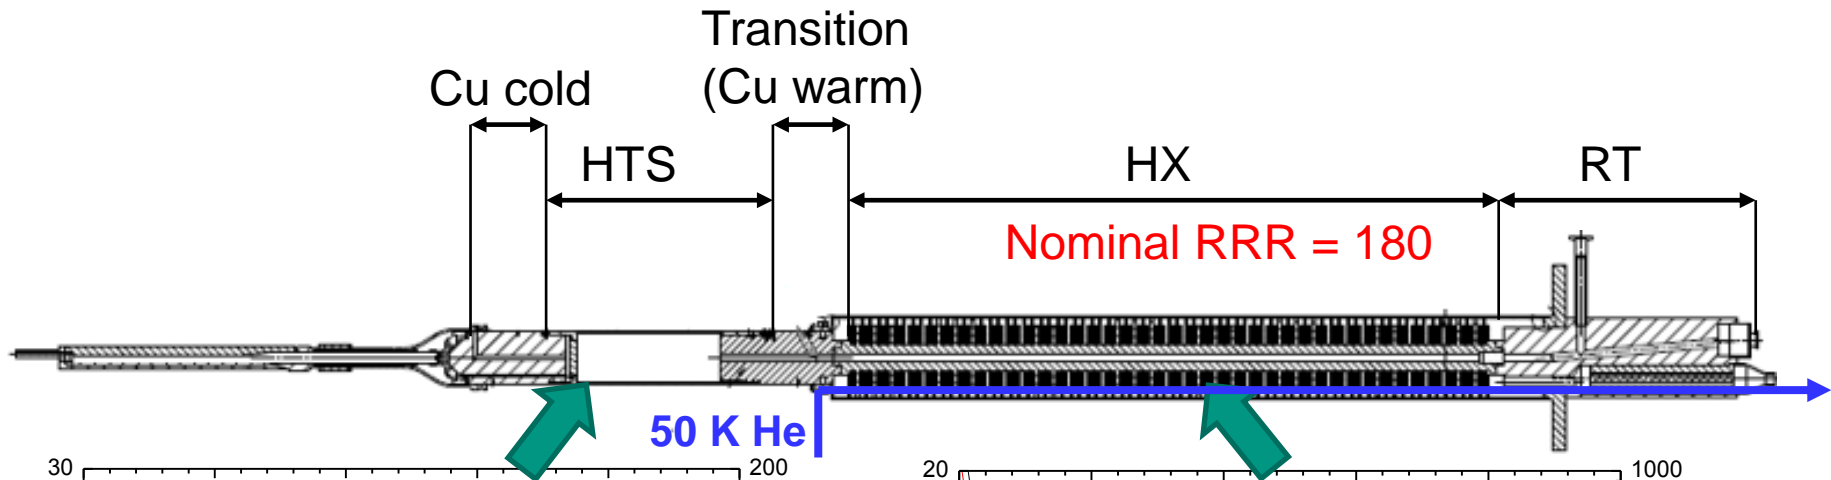 Transition
(Cu warm)
Cu cold
HTS
HX
RT
Nominal RRR = 180
50 K He
30
200
20
1000